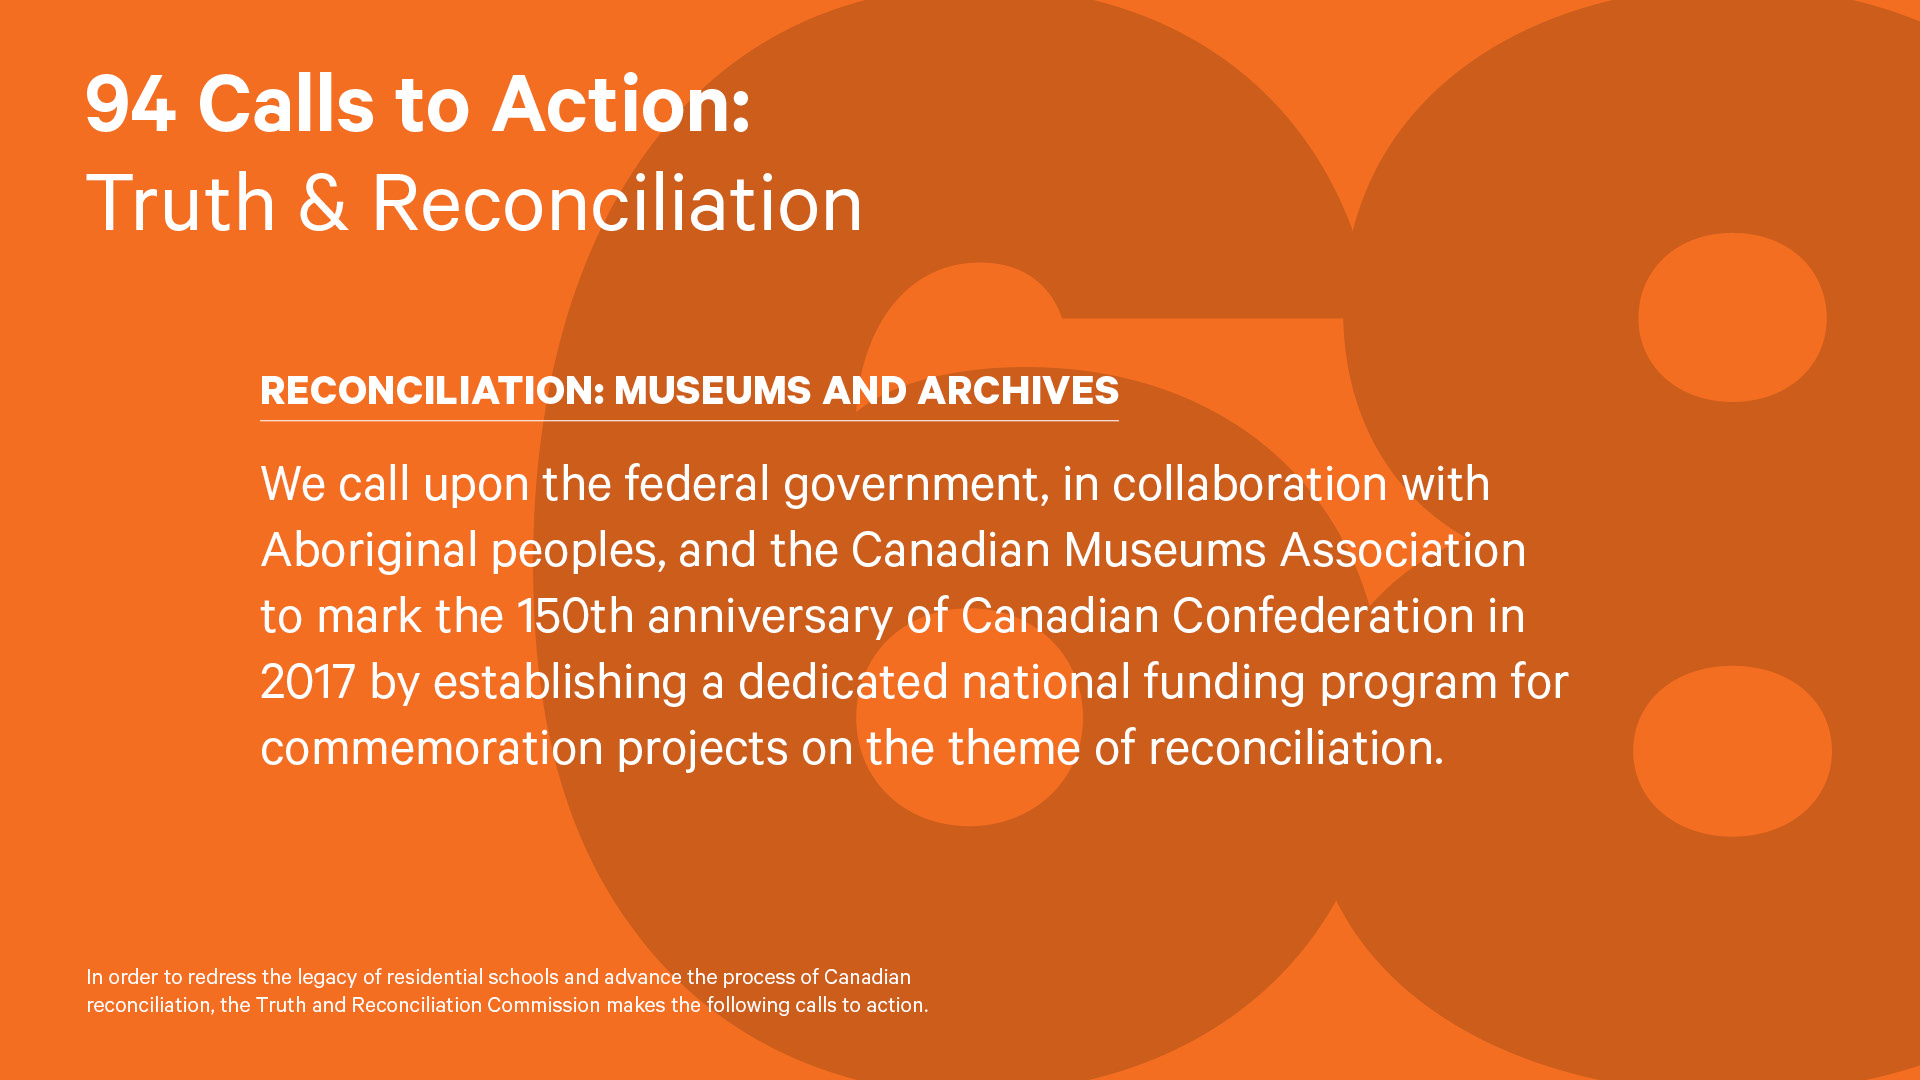 94 Calls to Action:
Truth & Reconciliation
68
RECONCILIATION: MUSEUMS AND ARCHIVES
We call upon the federal government, in collaboration with
Aboriginal peoples, and the Canadian Museums Association
to mark the 150th anniversary of Canadian Confederation in
2017 by establishing a dedicated national funding program for
commemoration projects on the theme of reconciliation.
In order to redress the legacy of residential schools and advance the process of Canadian
reconciliation, the Truth and Reconciliation Commission makes the following calls to action.